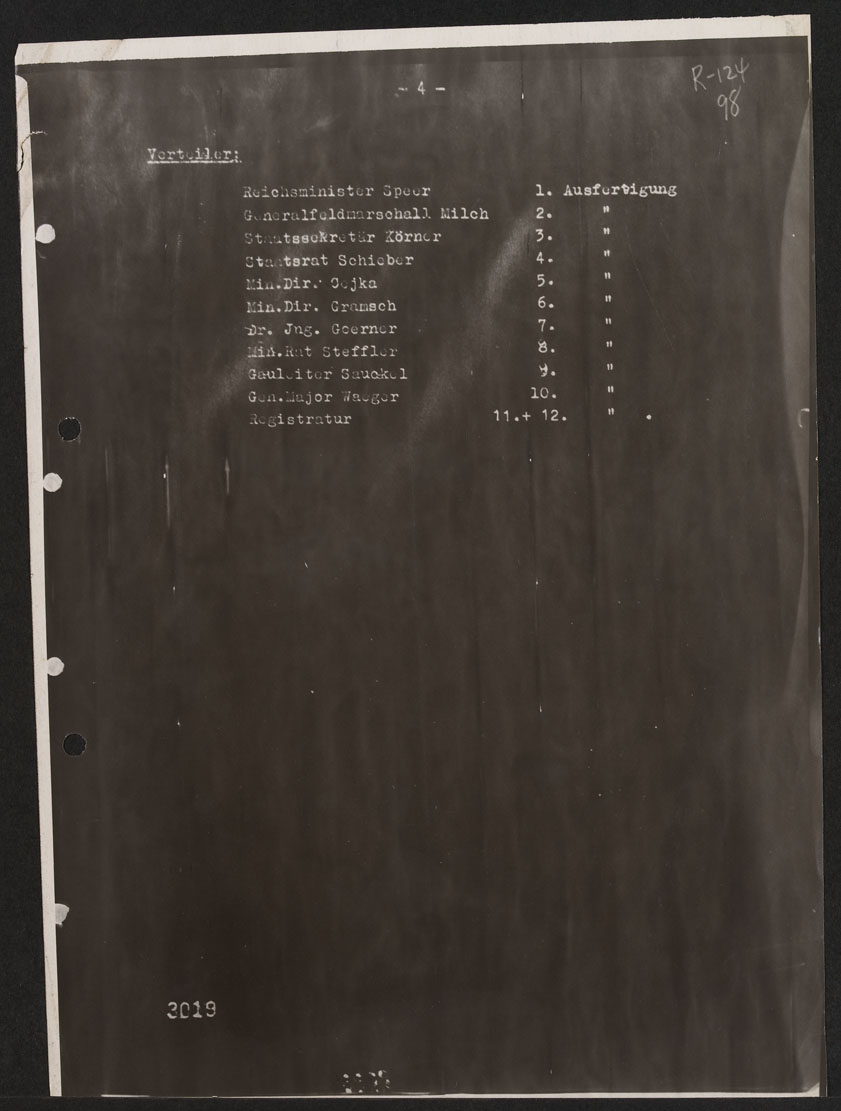 - 4 -
R-124
98
Verteiler:
Reichsminister Speer 1. Ausfertigung
Generalfeldmarschall Milch 2. "
Staatssekretär Körner 3. "
Staatsrat Schieber 4. "
Min.Dir. Cejka 5. "
Min.Dir. Gramsch 6. "
Dr. Jng. Goerner 7. "
Min.Rat Steffler 8. "
Gauleiter Sauckel 9. "
Gen.Major Waeger 10. "
Registratur 11.+ 12. " .
3019